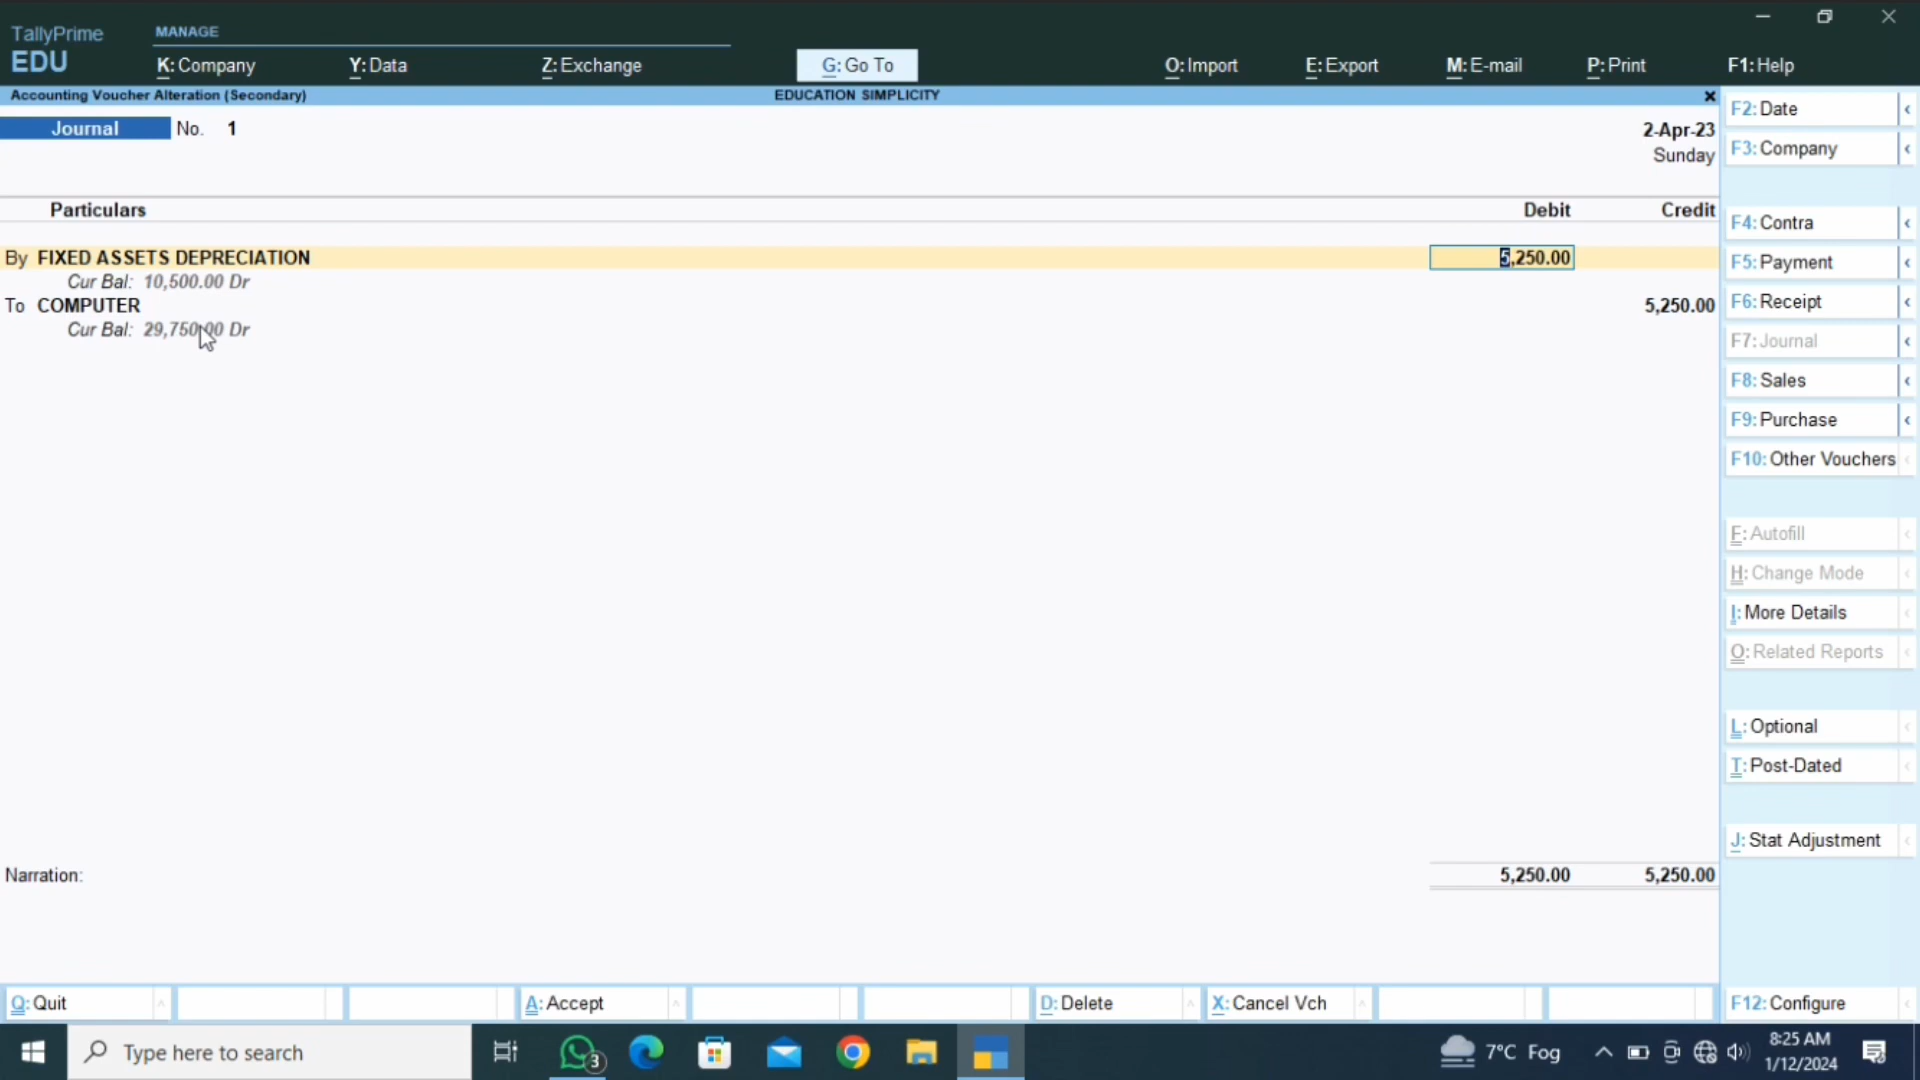 TallyPrime
EDU
MANAGE
K: Company
Y: Data
Z: Exchange
G: Go To
O: Import
E: Export
M: E-mail
P: Print
F1: Help
Accounting Voucher Alteration (Secondary)
EDUCATION SIMPLICITY
Journal No. 1
2-Apr-23
Sunday
Particulars Debit Credit
By FIXED ASSETS DEPRECIATION 5,250.00
Cur Bal: 10,500.00 Dr
To COMPUTER 5,250.00
Cur Bal: 29,750.00 Dr
Narration: 5,250.00 5,250.00
F2: Date
F3: Company
F4: Contra
F5: Payment
F6: Receipt
F7: Journal
F8: Sales
F9: Purchase
F10: Other Vouchers
F: Autofill
H: Change Mode
I: More Details
O: Related Reports
L: Optional
T: Post-Dated
J: Stat Adjustment
Q: Quit
A: Accept
D: Delete
X: Cancel Vch
F12: Configure
Type here to search
3
7°C Fog
8:25 AM
1/12/2024